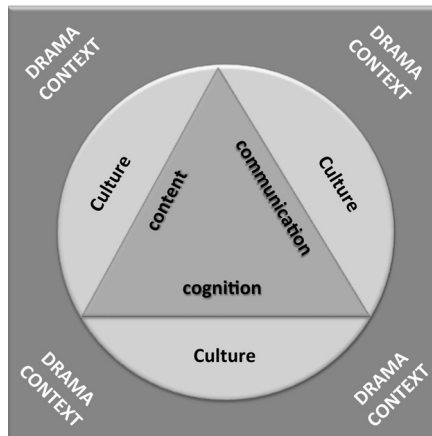 DRAMA
CONTEXT
DRAMA
CONTEXT
Culture
content
communication
Culture
cognition
Culture
DRAMA
CONTEXT
DRAMA
CONTEXT